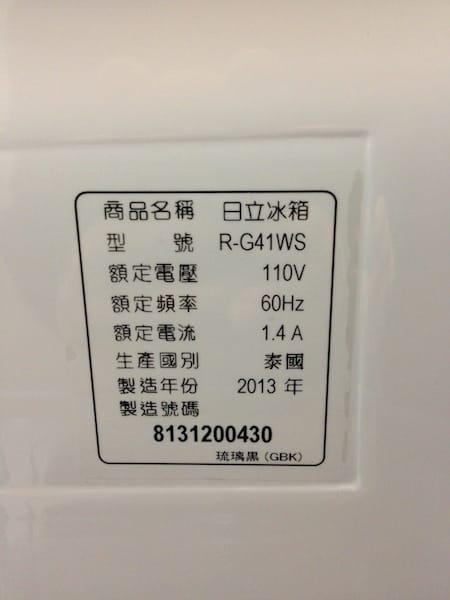 商品名稱 日立冰箱
型 號 R-G41WS
額定電壓 110V
額定頻率 60Hz
額定電流 1.4 A
生產國別 泰國
製造年份 2013 年
製造號碼
8131200430
琉璃黑 (GBK)